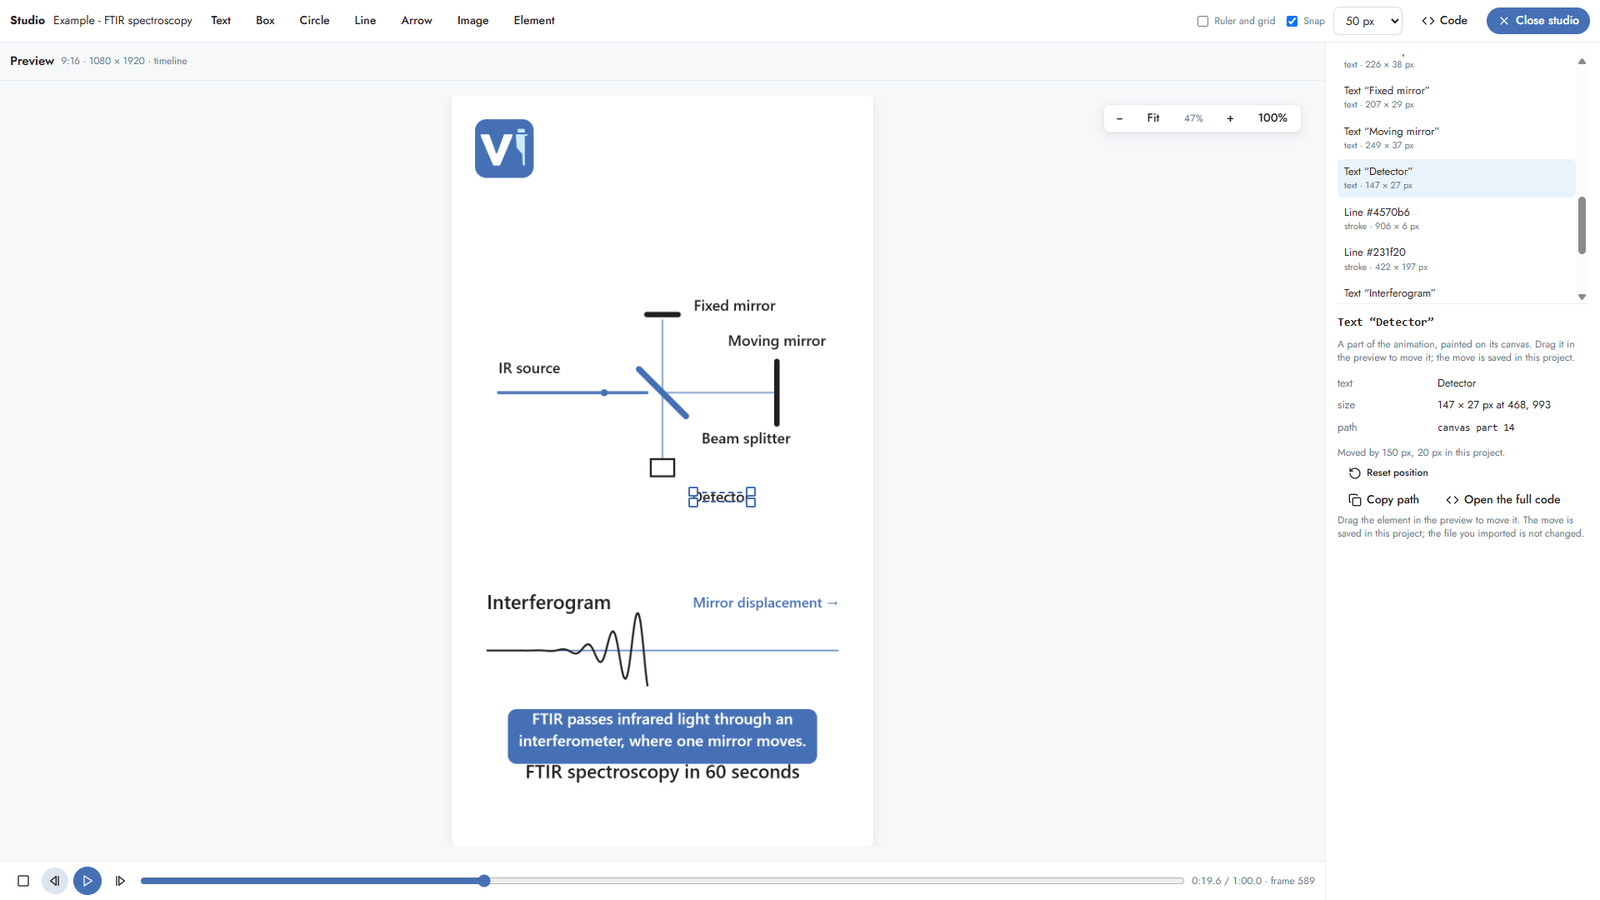 Studio Example - FTIR spectroscopy Text Box Circle Line Arrow Image Element Ruler and grid Snap 50 px Code Close studio
Preview 9:16 · 1080 × 1920 · timeline
− Fit 47% + 100%
Vi
Fixed mirror
Moving mirror
IR source
Beam splitter
Detector
Interferogram
Mirror displacement →
FTIR passes infrared light through an
interferometer, where one mirror moves.
FTIR spectroscopy in 60 seconds
0:19.6 / 1:00.0 · frame 589
text · 226 × 38 px
Text “Fixed mirror”
text · 207 × 29 px
Text “Moving mirror”
text · 249 × 37 px
Text “Detector”
text · 147 × 27 px
Line #4570b6
stroke · 906 × 6 px
Line #231f20
stroke · 422 × 197 px
Text “Interferogram”
Text “Detector”
A part of the animation, painted on its canvas. Drag it in
the preview to move it; the move is saved in this project.
text Detector
size 147 × 27 px at 468, 993
path canvas part 14
Moved by 150 px, 20 px in this project.
Reset position
Copy path Open the full code
Drag the element in the preview to move it. The move is
saved in this project; the file you imported is not changed.